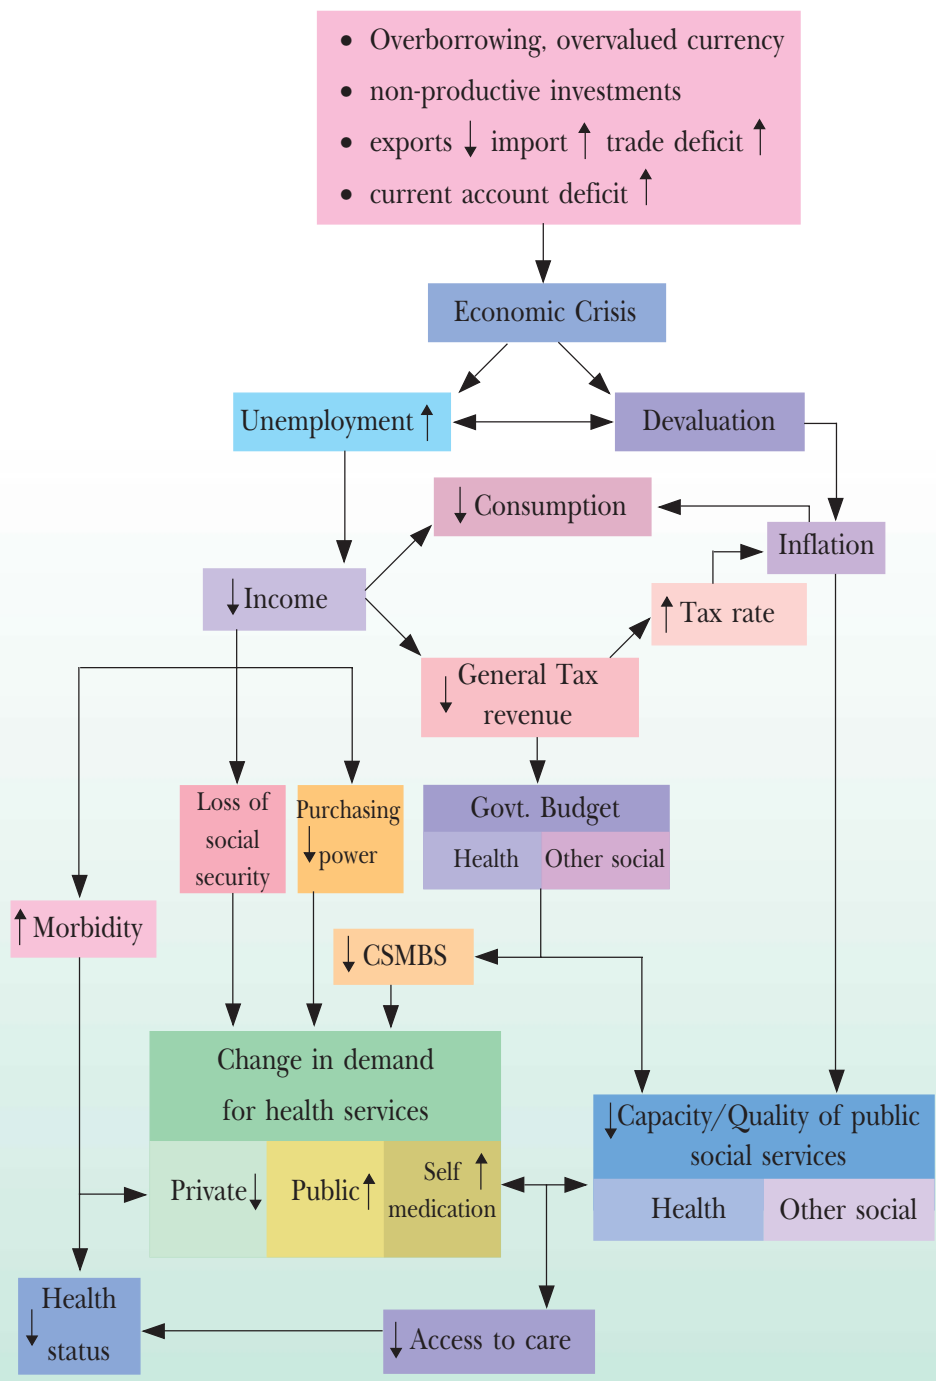 • Overborrowing, overvalued currency
• non-productive investments
• exports ↓ import ↑ trade deficit ↑
• current account deficit ↑
Economic Crisis
Unemployment ↑
Devaluation
↓ Consumption
Inflation
↓ Income
↑ Tax rate
↓ General Tax
revenue
Loss of
social
security
Purchasing
↓ power
Govt. Budget
Health
Other social
↑ Morbidity
↓ CSMBS
Change in demand
for health services
Private ↓
Public ↑
Self ↑
medication
↓ Capacity/Quality of public
social services
Health
Other social
Health
↓ status
↓ Access to care